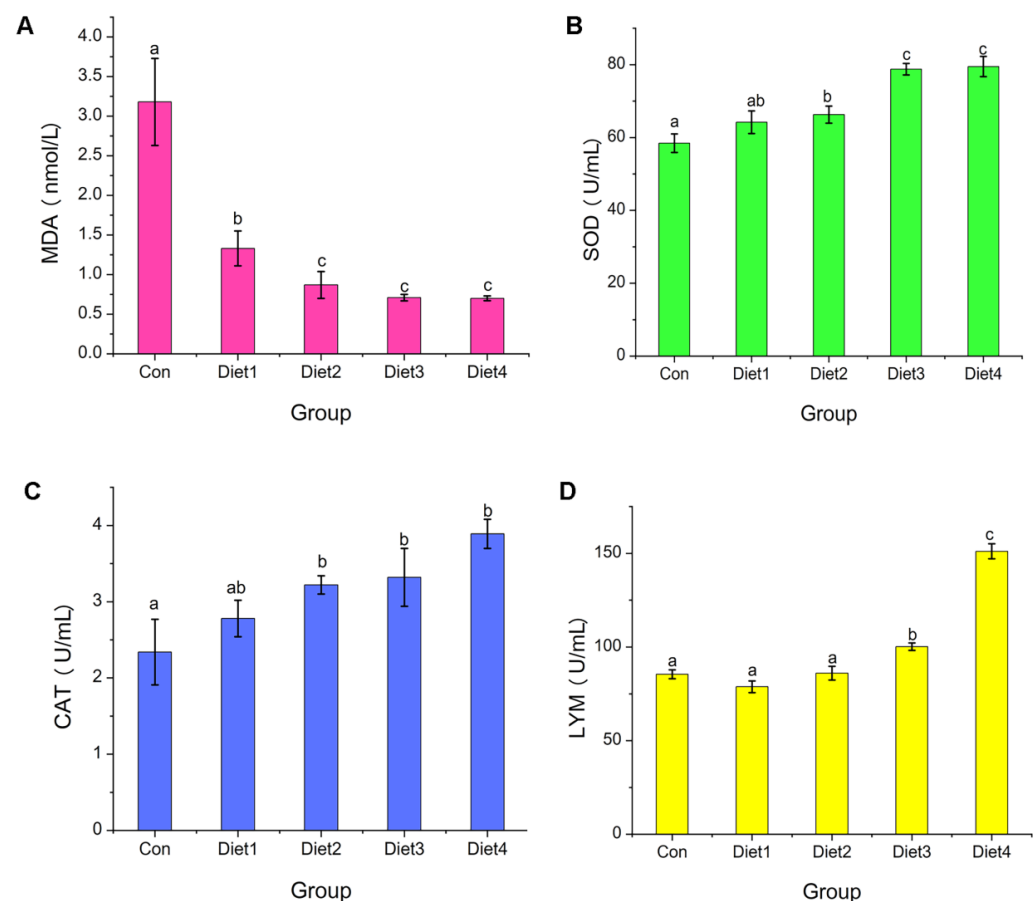 A
MDA ( nmol/L)
4.0
3.5
3.0
2.5
2.0
1.5
1.0
0.5
0.0
a
b
c
c
c
Con Diet1 Diet2 Diet3 Diet4
Group
B
SOD ( U/mL)
80
60
40
20
0
a
ab
b
c
c
Con Diet1 Diet2 Diet3 Diet4
Group
C
CAT ( U/mL)
4
3
2
1
0
a
ab
b
b
b
Con Diet1 Diet2 Diet3 Diet4
Group
D
LYM ( U/mL)
150
100
50
0
a
a
a
b
c
Con Diet1 Diet2 Diet3 Diet4
Group